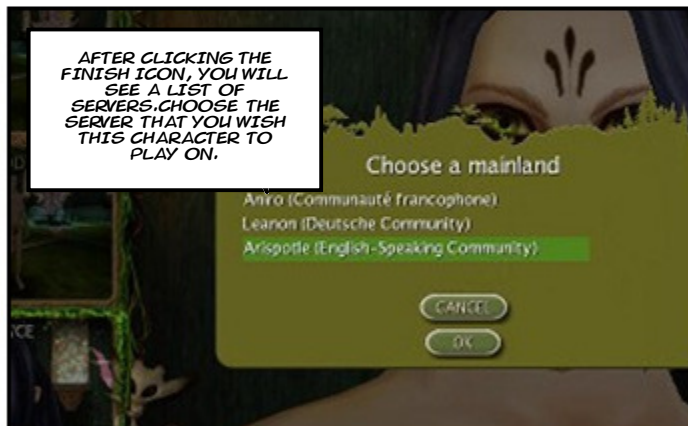 AFTER CLICKING THE
FINISH ICON, YOU WILL
SEE A LIST OF
SERVERS.CHOOSE THE
SERVER THAT YOU WISH
THIS CHARACTER TO
PLAY ON.
Choose a mainland
Aniro (Communauté francophone)
Leanon (Deutsche Community)
Arispotle (English-Speaking Community)
CANCEL
OK